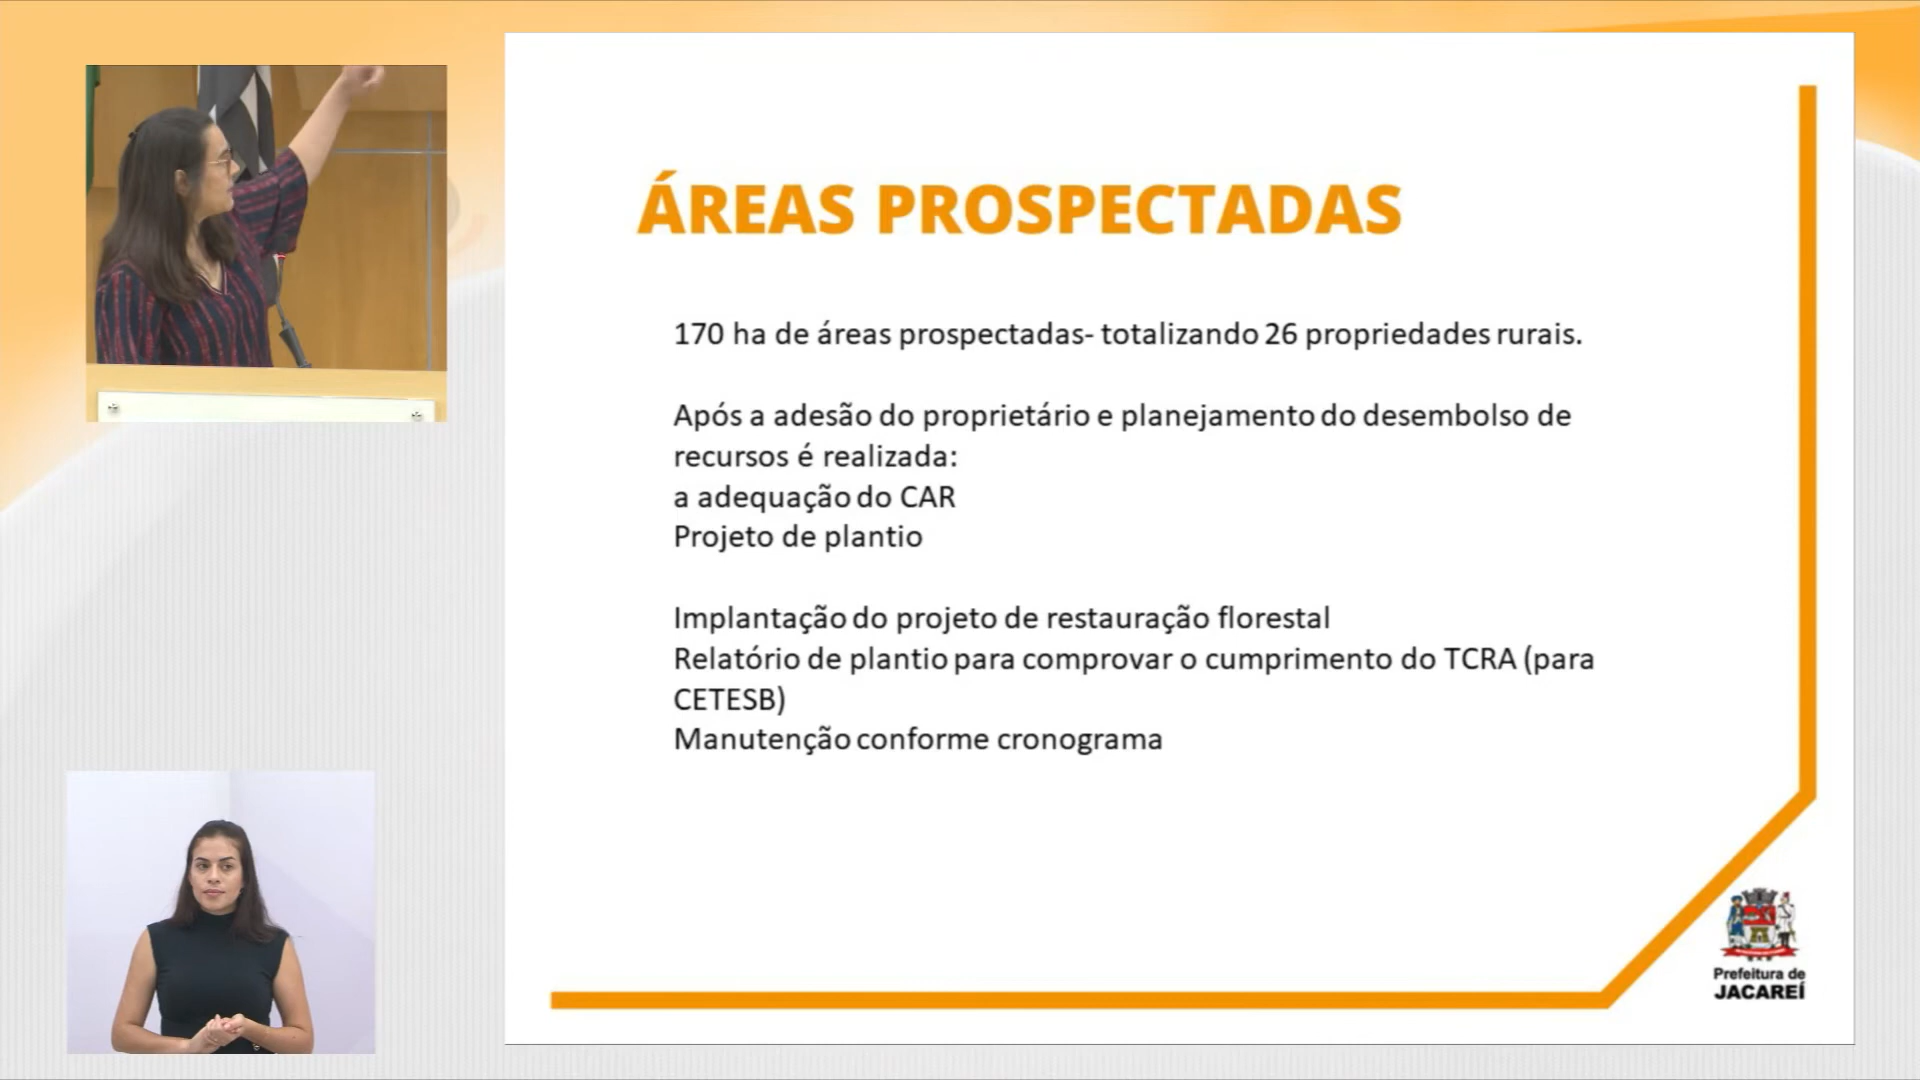 ÁREAS PROSPECTADAS
170 ha de áreas prospectadas- totalizando 26 propriedades rurais.
Após a adesão do proprietário e planejamento do desembolso de
recursos é realizada:
a adequação do CAR
Projeto de plantio
Implantação do projeto de restauração florestal
Relatório de plantio para comprovar o cumprimento do TCRA (para
CETESB)
Manutenção conforme cronograma
Prefeitura de
JACAREÍ